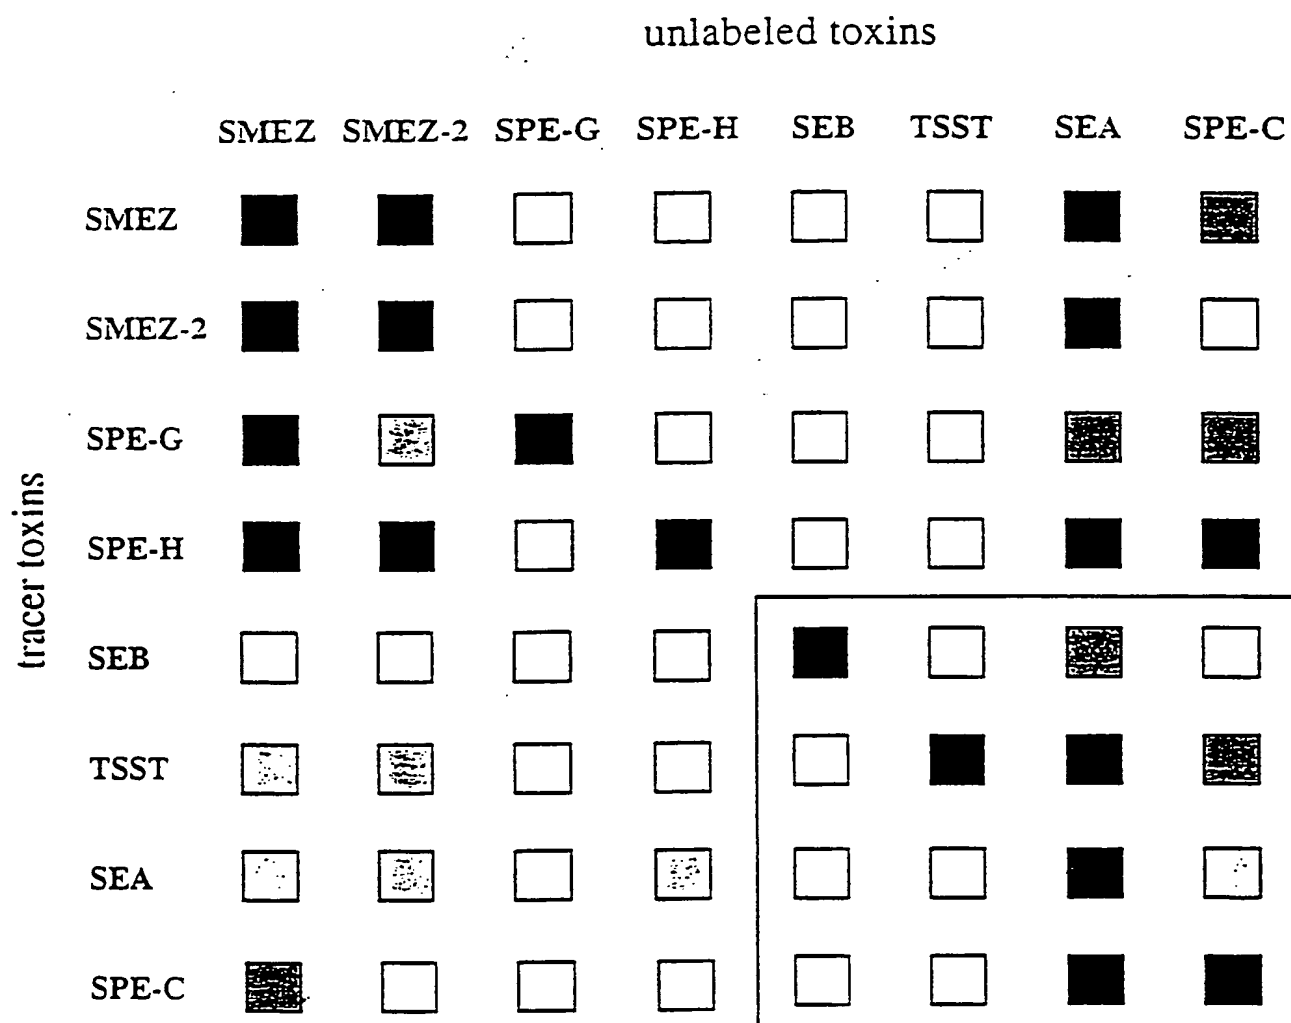 unlabeled toxins
SMEZ SMEZ-2 SPE-G SPE-H SEB TSST SEA SPE-C
SMEZ
SMEZ-2
SPE-G
SPE-H
SEB
TSST
SEA
SPE-C
tracer toxins